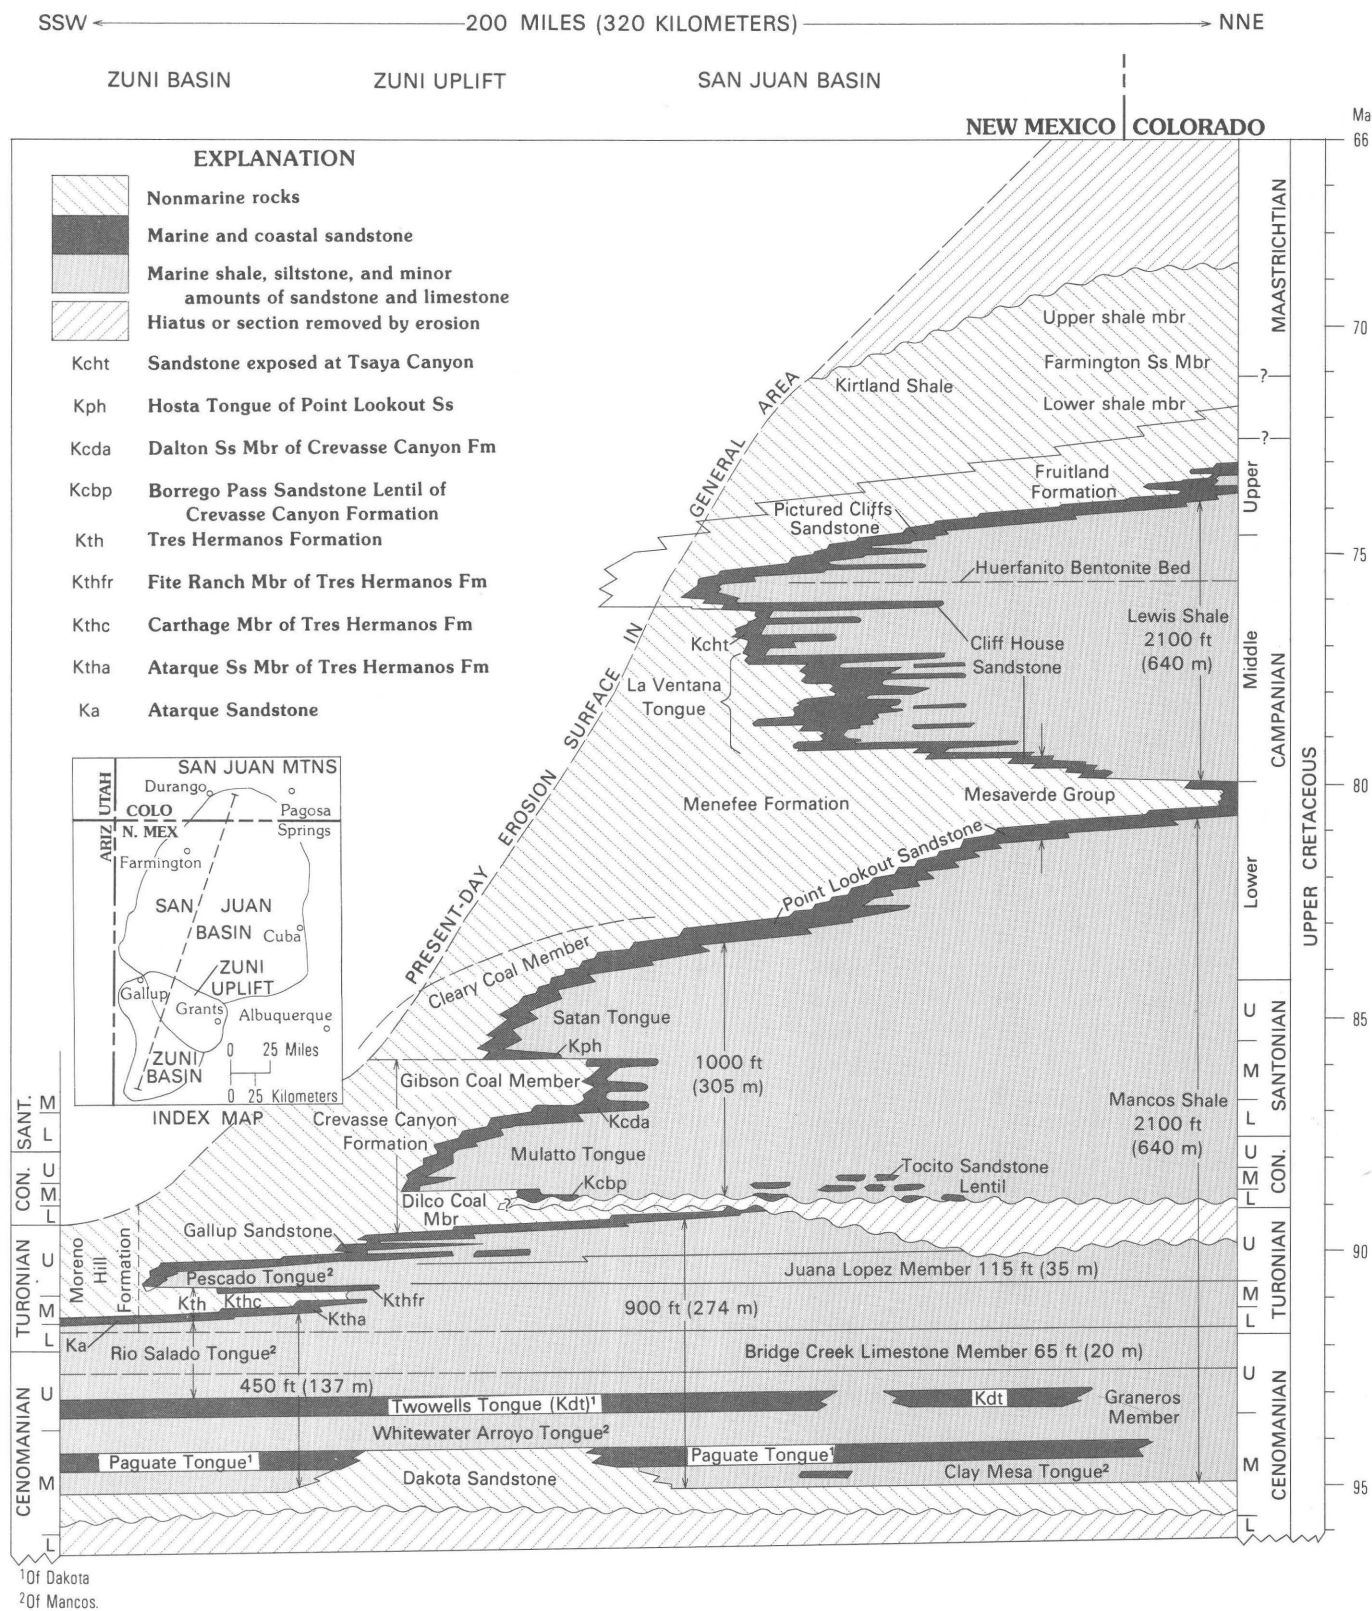 SSW 200 MILES (320 KILOMETERS) NNE
ZUNI BASIN ZUNI UPLIFT SAN JUAN BASIN
NEW MEXICO COLORADO
Ma
66
70
75
80
85
90
95
EXPLANATION
Nonmarine rocks
Marine and coastal sandstone
Marine shale, siltstone, and minor
amounts of sandstone and limestone
Hiatus or section removed by erosion
Kcht Sandstone exposed at Tsaya Canyon
Kph Hosta Tongue of Point Lookout Ss
Kcda Dalton Ss Mbr of Crevasse Canyon Fm
Kcbp Borrego Pass Sandstone Lentil of
Crevasse Canyon Formation
Kth Tres Hermanos Formation
Kthfr Fite Ranch Mbr of Tres Hermanos Fm
Kthc Carthage Mbr of Tres Hermanos Fm
Ktha Atarque Ss Mbr of Tres Hermanos Fm
Ka Atarque Sandstone
SAN JUAN MTNS
UTAH
Durango
COLO
Pagosa
Springs
ARIZ
N. MEX
Farmington
SAN JUAN
BASIN
Cuba
ZUNI
UPLIFT
Gallup
Grants
Albuquerque
ZUNI
BASIN
0 25 Miles
0 25 Kilometers
INDEX MAP
PRESENT-DAY EROSION SURFACE IN GENERAL AREA
Upper shale mbr
Kirtland Shale
Farmington Ss Mbr
Lower shale mbr
Fruitland
Formation
Pictured Cliffs
Sandstone
Huerfanito Bentonite Bed
Lewis Shale
2100 ft
(640 m)
Kcht
Cliff House
Sandstone
La Ventana
Tongue
Menefee Formation
Mesaverde Group
Point Lookout Sandstone
Cleary Coal Member
Satan Tongue
Kph
1000 ft
(305 m)
Gibson Coal Member
Mancos Shale
2100 ft
(640 m)
Crevasse Canyon
Formation
Kcda
Mulatto Tongue
Tocito Sandstone
Lentil
Dilco Coal
Mbr
?
Kcbp
Gallup Sandstone
Moreno
Hill
Formation
Pescado Tongue²
Juana Lopez Member 115 ft (35 m)
Kth
Kthc
Kthfr
900 ft (274 m)
Ktha
Ka
Rio Salado Tongue²
Bridge Creek Limestone Member 65 ft (20 m)
450 ft (137 m)
Twowells Tongue (Kdt)¹
Kdt
Graneros
Member
Whitewater Arroyo Tongue²
Paguate Tongue¹
Paguate Tongue¹
Dakota Sandstone
Clay Mesa Tongue²
SANT.
M
L
CON.
U
M
L
TURONIAN
U
M
L
CENOMANIAN
U
M
L
MAASTRICHTIAN
?
?
CAMPANIAN
Upper
Middle
Lower
SANTONIAN
U
M
L
CON.
U
M
L
TURONIAN
U
M
L
CENOMANIAN
U
M
L
UPPER CRETACEOUS
¹Of Dakota
²Of Mancos.